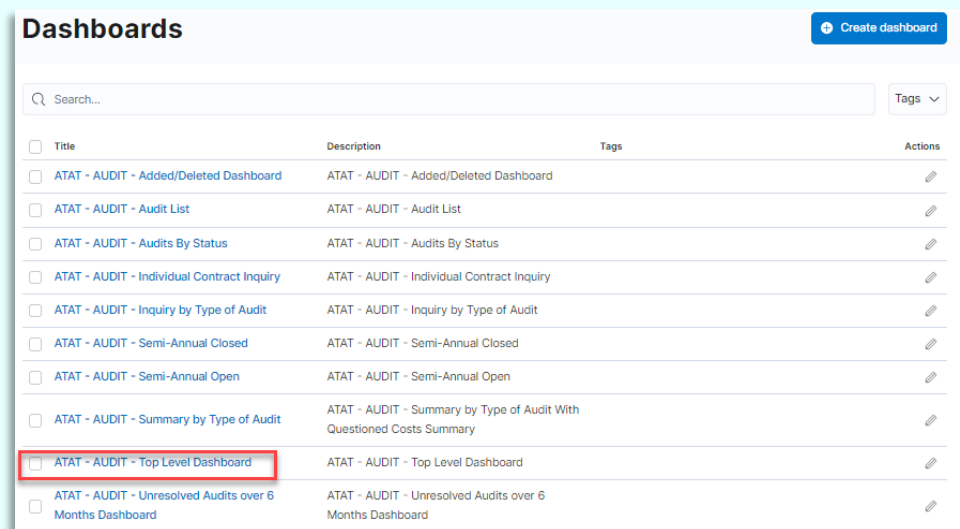 Dashboards
Create dashboard
Search...
Tags
Title Description Tags Actions
ATAT - AUDIT - Added/Deleted Dashboard ATAT - AUDIT - Added/Deleted Dashboard
ATAT - AUDIT - Audit List ATAT - AUDIT - Audit List
ATAT - AUDIT - Audits By Status ATAT - AUDIT - Audits By Status
ATAT - AUDIT - Individual Contract Inquiry ATAT - AUDIT - Individual Contract Inquiry
ATAT - AUDIT - Inquiry by Type of Audit ATAT - AUDIT - Inquiry by Type of Audit
ATAT - AUDIT - Semi-Annual Closed ATAT - AUDIT - Semi-Annual Closed
ATAT - AUDIT - Semi-Annual Open ATAT - AUDIT - Semi-Annual Open
ATAT - AUDIT - Summary by Type of Audit
ATAT - AUDIT - Summary by Type of Audit With
Questioned Costs Summary
ATAT - AUDIT - Top Level Dashboard ATAT - AUDIT - Top Level Dashboard
ATAT - AUDIT - Unresolved Audits over 6
Months Dashboard
ATAT - AUDIT - Unresolved Audits over 6
Months Dashboard